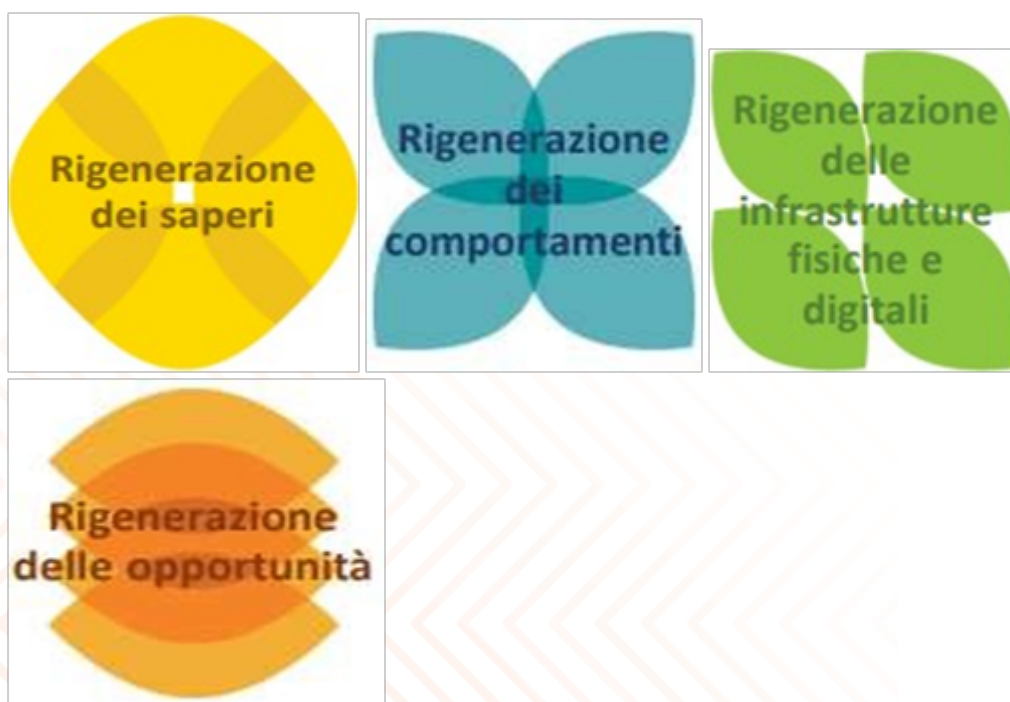 Rigenerazione
dei saperi
Rigenerazione
dei
comportamenti
Rigenerazione
delle
infrastrutture
fisiche e
digitali
Rigenerazione
delle opportunità